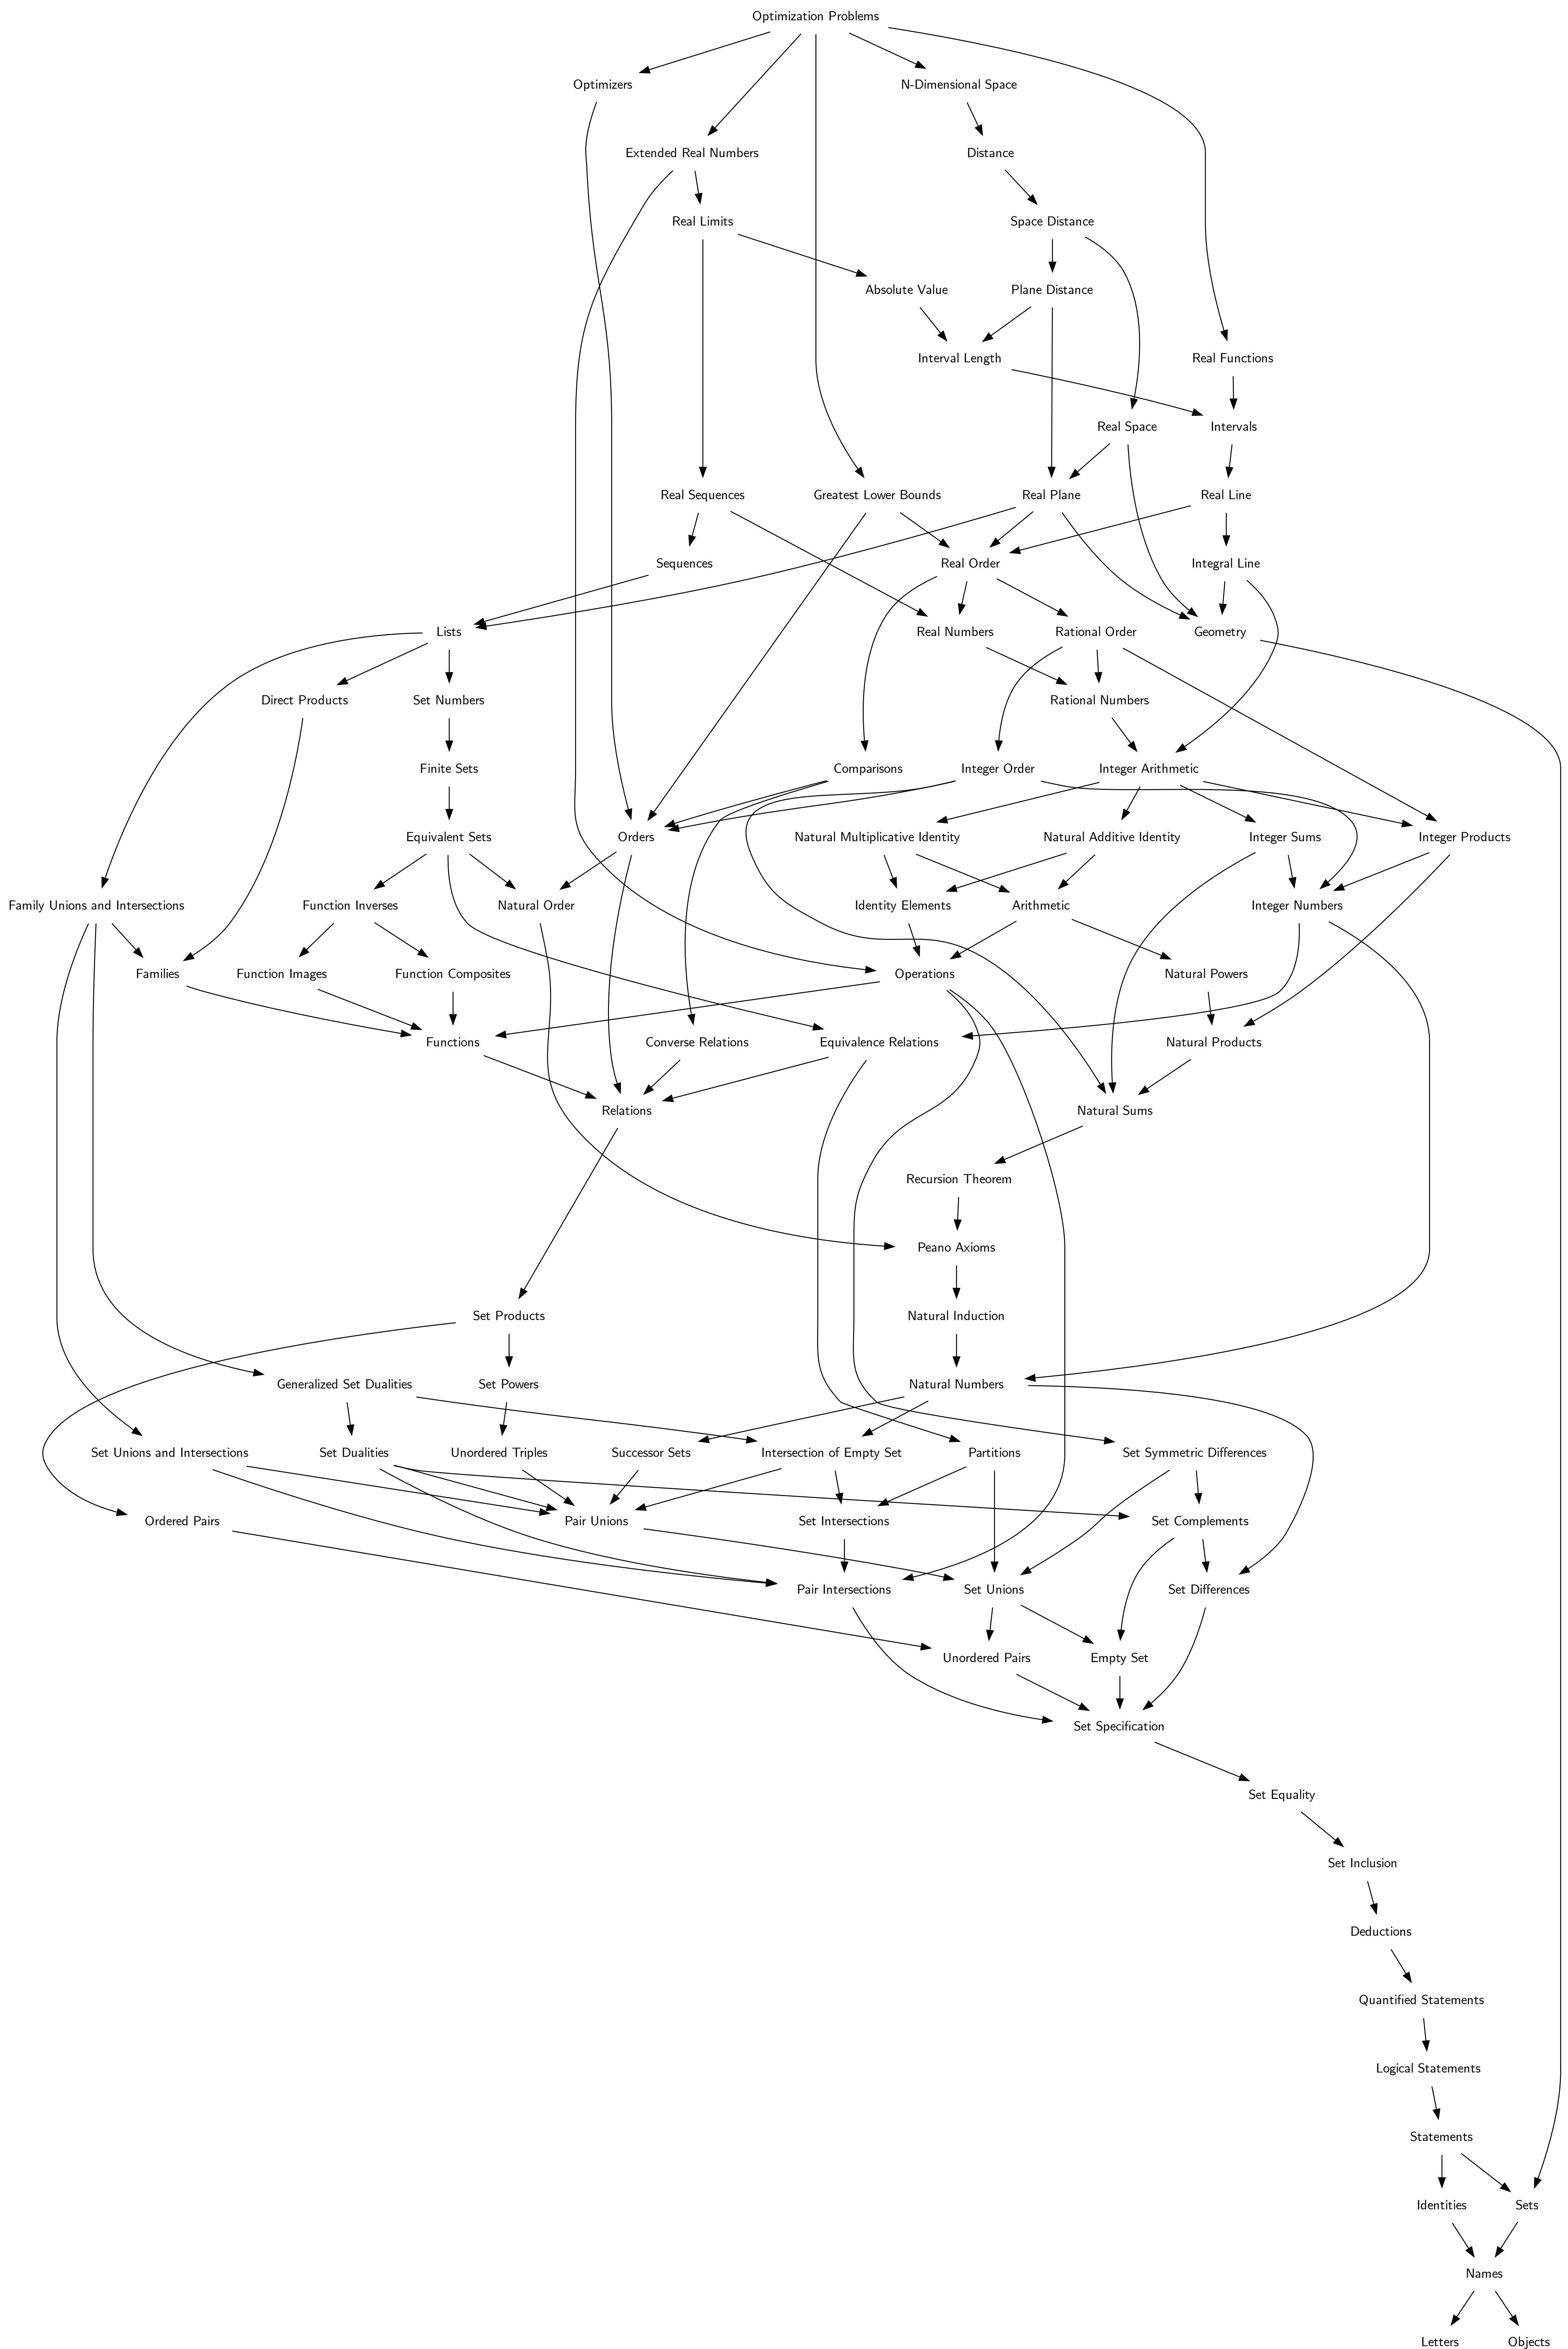 Optimization Problems
Optimizers
N-Dimensional Space
Extended Real Numbers
Distance
Real Limits
Space Distance
Absolute Value
Plane Distance
Interval Length
Real Functions
Real Space
Intervals
Real Sequences
Greatest Lower Bounds
Real Plane
Real Line
Sequences
Real Order
Integral Line
Lists
Real Numbers
Rational Order
Geometry
Direct Products
Set Numbers
Rational Numbers
Finite Sets
Comparisons
Integer Order
Integer Arithmetic
Equivalent Sets
Orders
Natural Multiplicative Identity
Natural Additive Identity
Integer Sums
Integer Products
Family Unions and Intersections
Function Inverses
Natural Order
Identity Elements
Arithmetic
Integer Numbers
Families
Function Images
Function Composites
Operations
Natural Powers
Functions
Converse Relations
Equivalence Relations
Natural Products
Relations
Natural Sums
Recursion Theorem
Peano Axioms
Set Products
Natural Induction
Generalized Set Dualities
Set Powers
Natural Numbers
Set Unions and Intersections
Set Dualities
Unordered Triples
Successor Sets
Intersection of Empty Set
Partitions
Set Symmetric Differences
Ordered Pairs
Pair Unions
Set Intersections
Set Complements
Pair Intersections
Set Unions
Set Differences
Unordered Pairs
Empty Set
Set Specification
Set Equality
Set Inclusion
Deductions
Quantified Statements
Logical Statements
Statements
Identities
Sets
Names
Letters
Objects